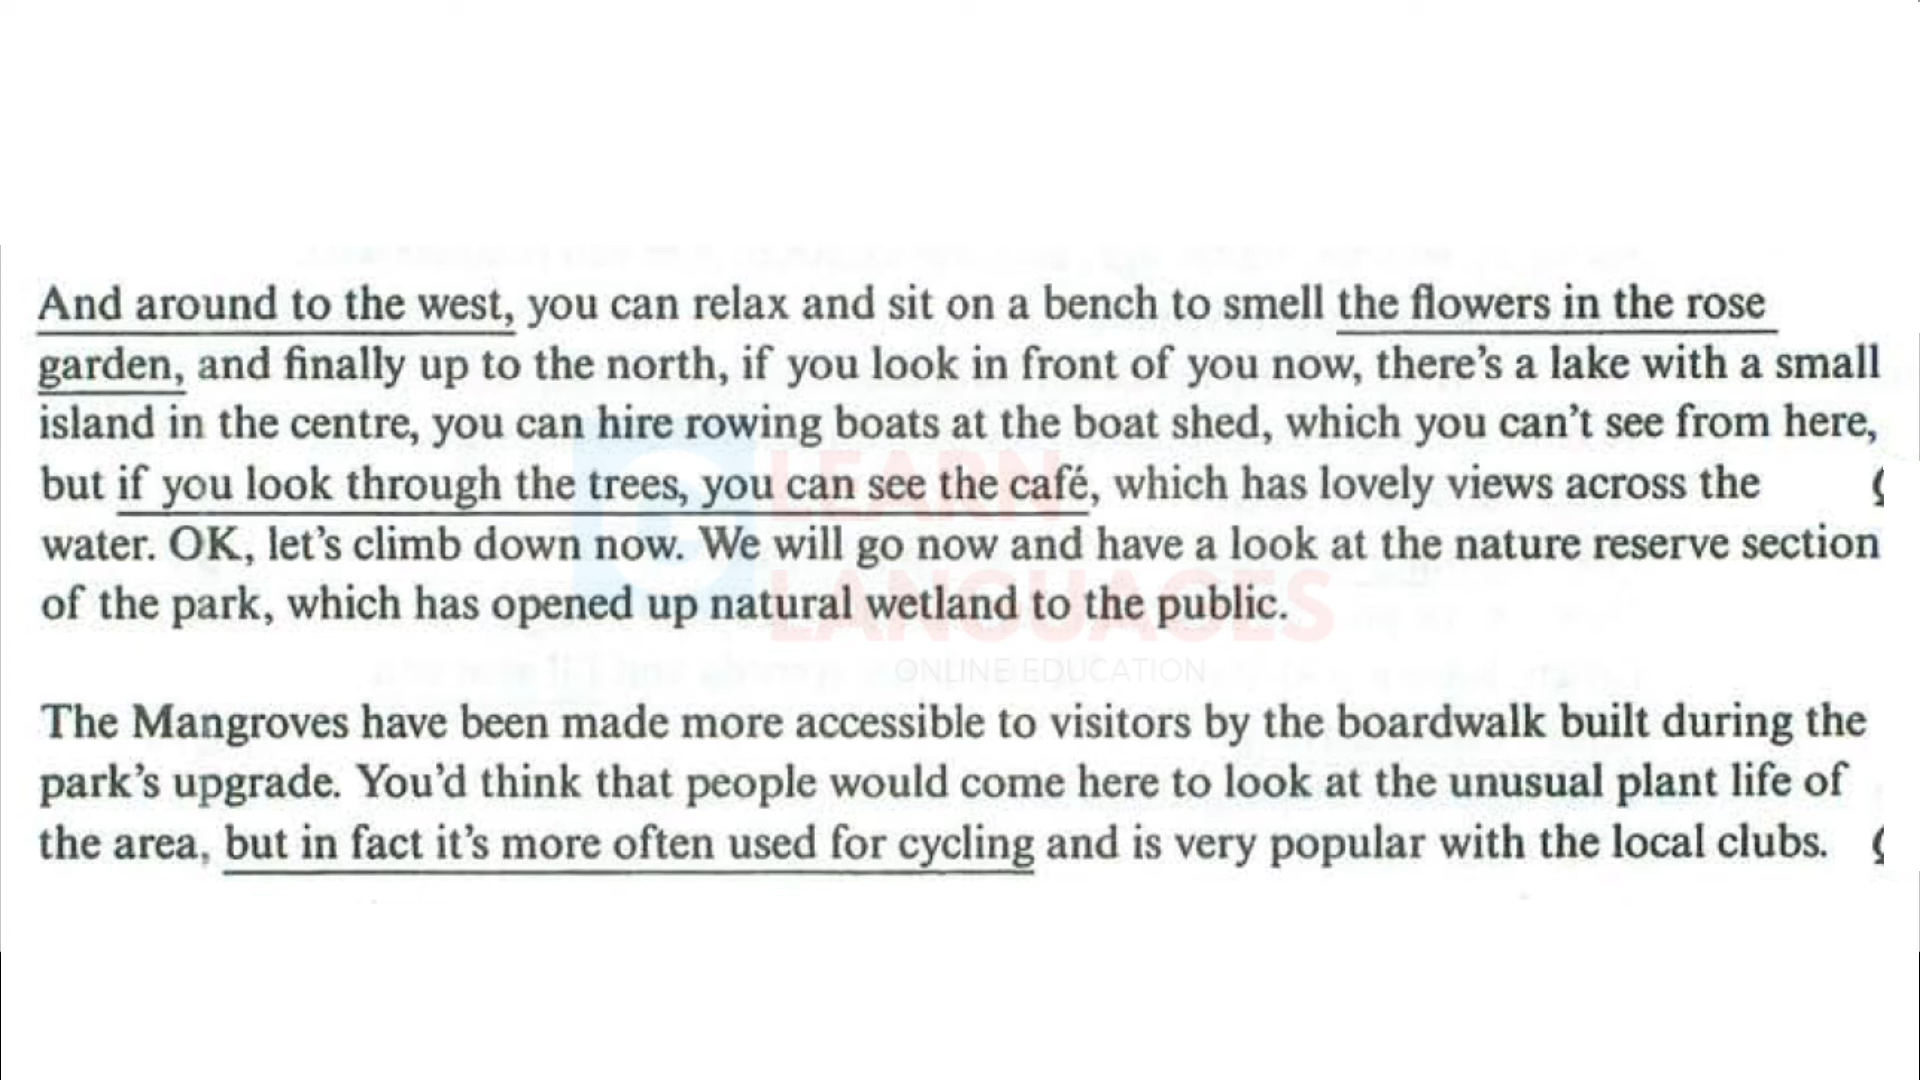 And around to the west, you can relax and sit on a bench to smell the flowers in the rose
garden, and finally up to the north, if you look in front of you now, there's a lake with a small
island in the centre, you can hire rowing boats at the boat shed, which you can't see from here,
but if you look through the trees, you can see the café, which has lovely views across the
water. OK, let's climb down now. We will go now and have a look at the nature reserve section
of the park, which has opened up natural wetland to the public.
LEARN
LANGUAGES
ONLINE EDUCATION
The Mangroves have been made more accessible to visitors by the boardwalk built during the
park's upgrade. You'd think that people would come here to look at the unusual plant life of
the area, but in fact it's more often used for cycling and is very popular with the local clubs.